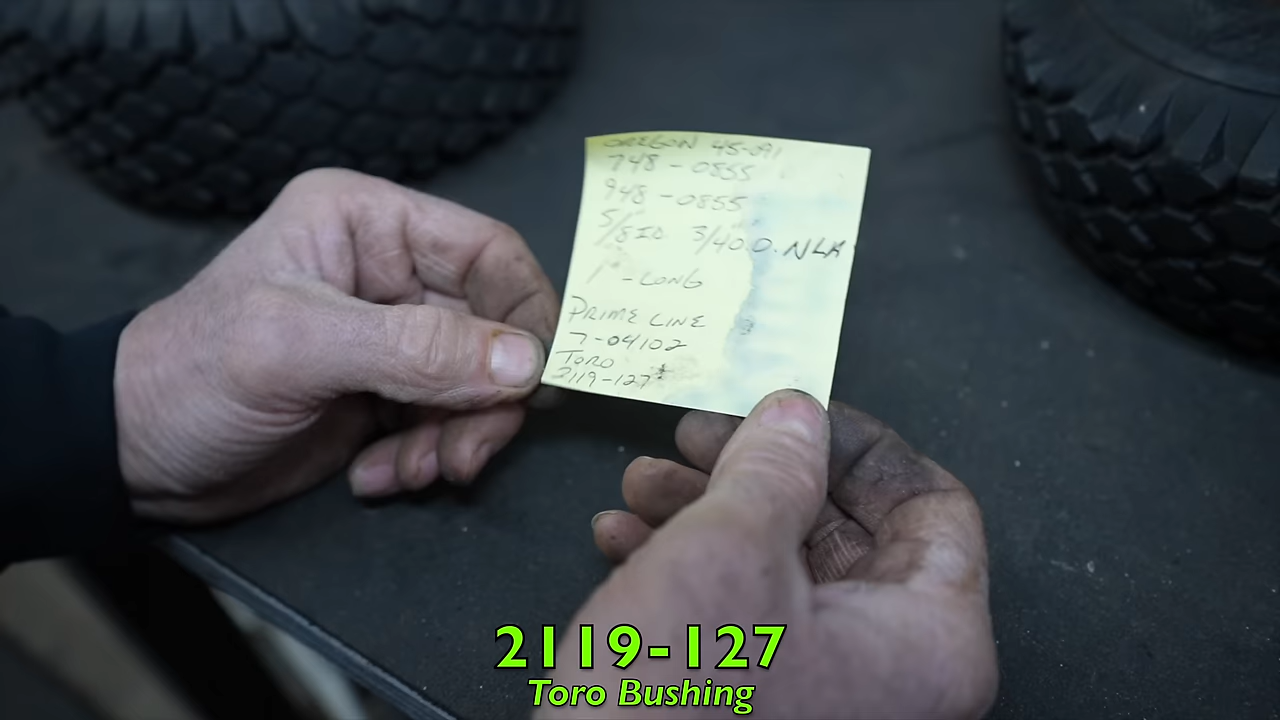 OREGON 45-091
748-0855
948-0855
5/8" ID 3/4" O.D. NLA
1" - LONG
PRIME LINE
7-04102
TORO
2119-127
2119-127
Toro Bushing